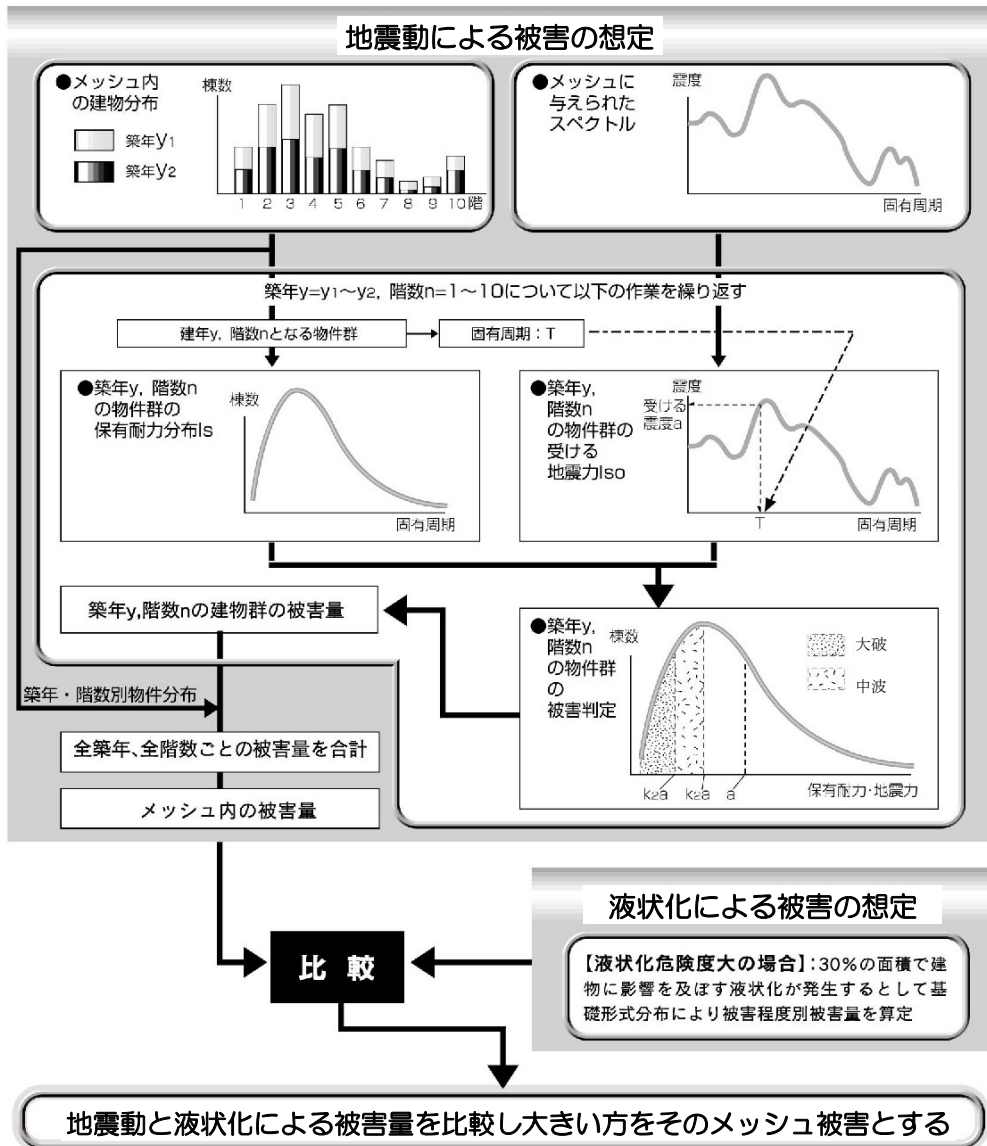 地震動による被害の想定
●メッシュ内
の建物分布
築年y1
築年y2
棟数
1 2 3 4 5 6 7 8 9 10階
●メッシュに
与えられた
スペクトル
震度
固有周期
築年y=y1～y2, 階数n=1～10について以下の作業を繰り返す
建年y, 階数nとなる物件群
固有周期：T
●築年y, 階数n
の物件群の
保有耐力分布Is
棟数
固有周期
●築年y,
階数n
の物件群の
受ける
地震力Iso
震度
受ける
震度a
T
固有周期
築年y,階数nの建物群の被害量
●築年y,
階数n
の物件群
の
被害判定
棟数
大破
中波
k2a k2a a
保有耐力・地震力
築年・階数別物件分布
全築年、全階数ごとの被害量を合計
メッシュ内の被害量
液状化による被害の想定
【液状化危険度大の場合】：30％の面積で建
物に影響を及ぼす液状化が発生するとして基
礎形式分布により被害程度別被害量を算定
比較
地震動と液状化による被害量を比較し大きい方をそのメッシュ被害とする